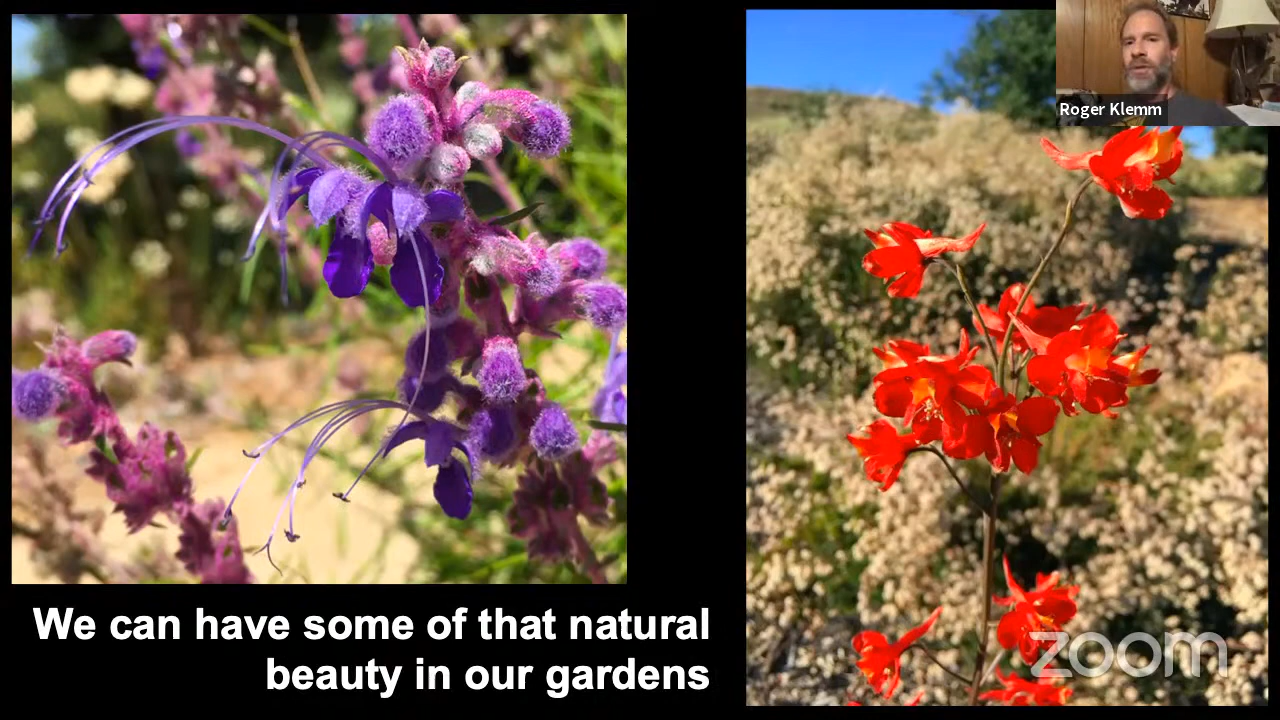 Roger Klemm
We can have some of that natural
beauty in our gardens
zoom